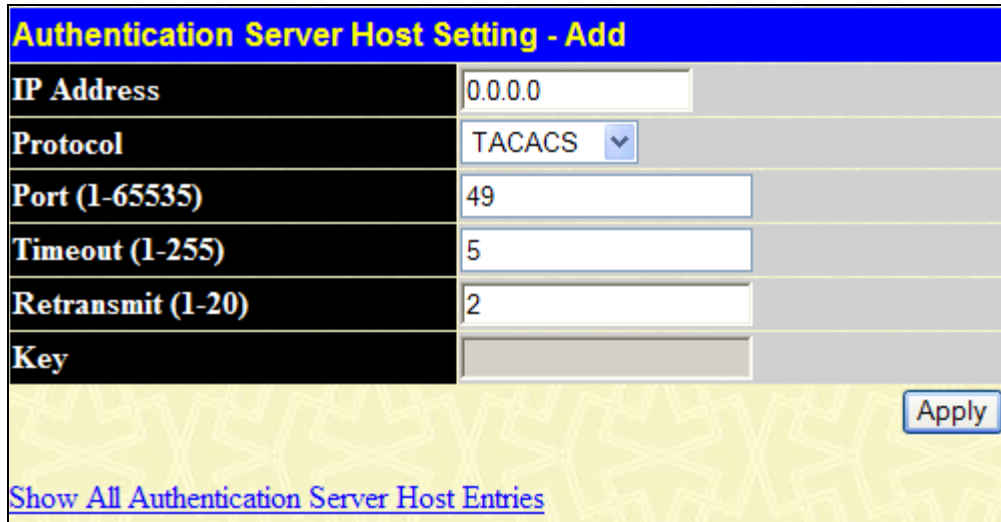 Authentication Server Host Setting - Add
IP Address 0.0.0.0
Protocol TACACS
Port (1-65535) 49
Timeout (1-255) 5
Retransmit (1-20) 2
Key
Apply
Show All Authentication Server Host Entries